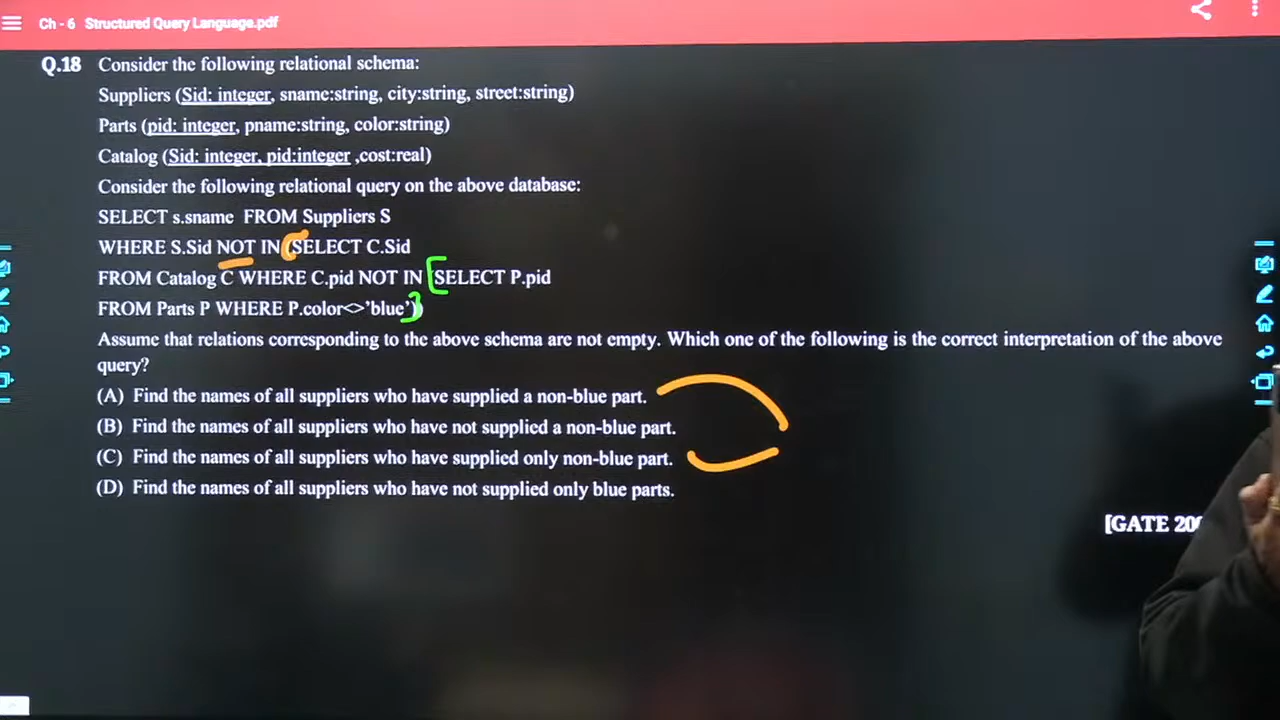 Ch - 6 Structured Query Language.pdf
Q.18 Consider the following relational schema:
Suppliers (Sid: integer, sname:string, city:string, street:string)
Parts (pid: integer, pname:string, color:string)
Catalog (Sid: integer, pid:integer ,cost:real)
Consider the following relational query on the above database:
SELECT s.sname FROM Suppliers S
WHERE S.Sid NOT IN (SELECT C.Sid
FROM Catalog C WHERE C.pid NOT IN (SELECT P.pid
FROM Parts P WHERE P.color<>'blue'))
Assume that relations corresponding to the above schema are not empty. Which one of the following is the correct interpretation of the above
query?
(A) Find the names of all suppliers who have supplied a non-blue part.
(B) Find the names of all suppliers who have not supplied a non-blue part.
(C) Find the names of all suppliers who have supplied only non-blue part.
(D) Find the names of all suppliers who have not supplied only blue parts.
[GATE